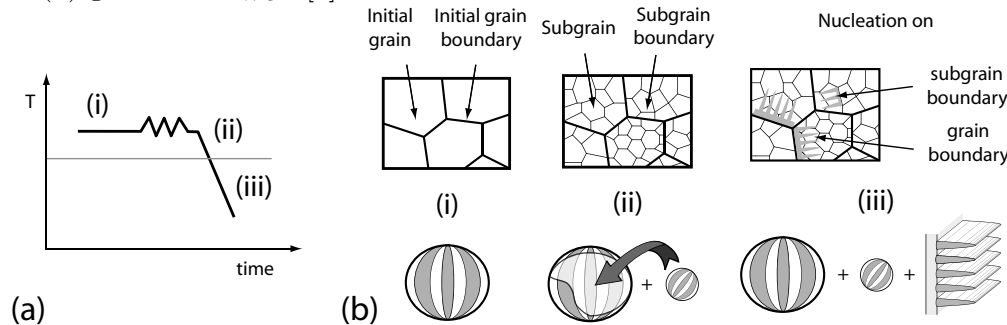 T
(i)
(ii)
(iii)
time
(a)
Initial
grain
Initial grain
boundary
Subgrain
Subgrain
boundary
Nucleation on
subgrain
boundary
grain
boundary
(i)
(ii)
(iii)
+
+
+
(b)